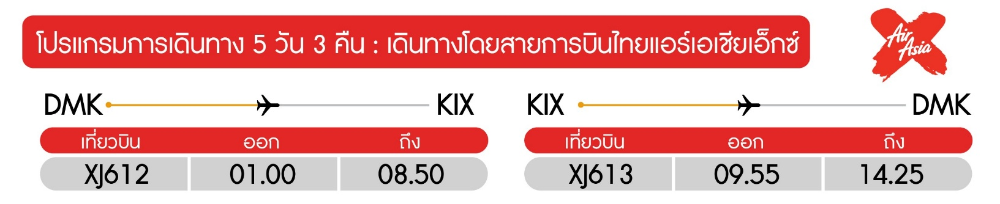 โปรแกรมการเดินทาง 5 วัน 3 คืน : เดินทางโดยสายการบินไทยแอร์เอเชียเอ็กซ์
Air
Asia
DMK KIX
เที่ยวบิน ออก ถึง
XJ612 01.00 08.50
KIX DMK
เที่ยวบิน ออก ถึง
XJ613 09.55 14.25